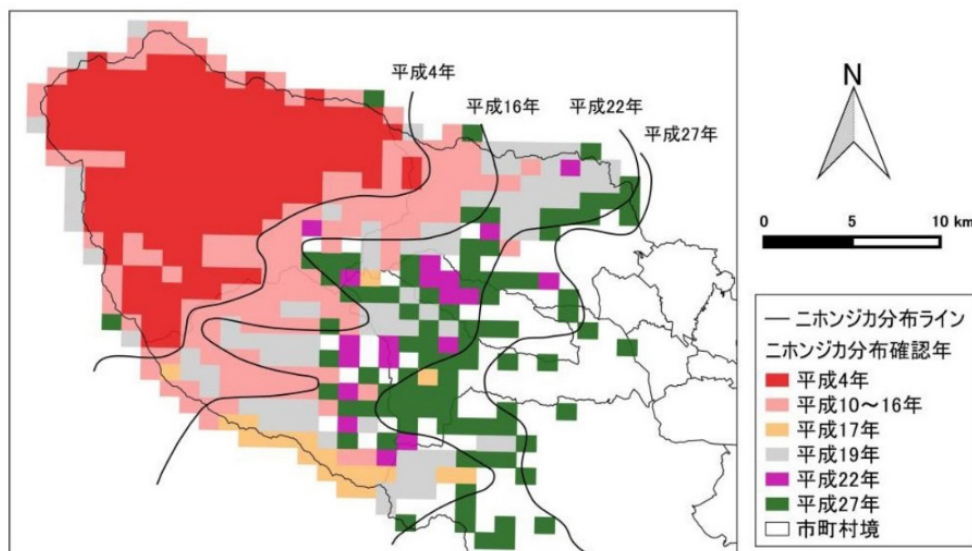 平成4年
平成16年
平成22年
平成27年
N
0 5 10 km
ニホンジカ分布ライン
ニホンジカ分布確認年
平成4年
平成10～16年
平成17年
平成19年
平成22年
平成27年
市町村境